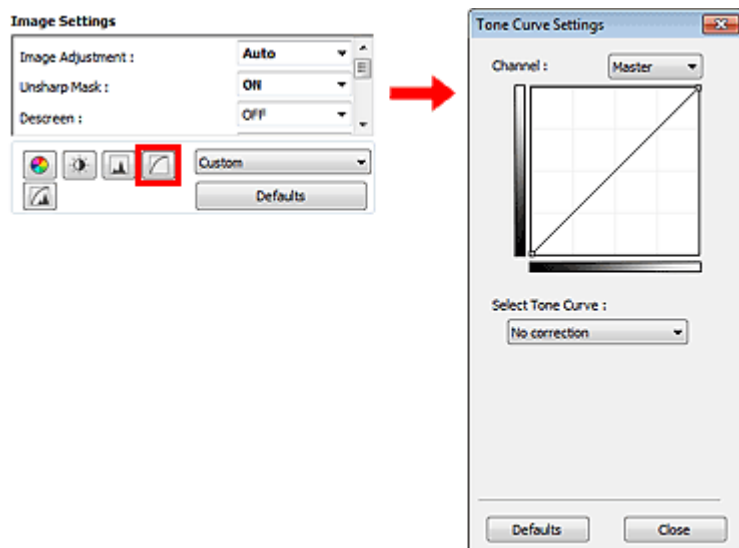 Image Settings
Image Adjustment :
Auto
Unsharp Mask :
ON
Descreen :
OFF
Custom
Defaults
Tone Curve Settings
Channel :
Master
Select Tone Curve :
No correction
Defaults
Close